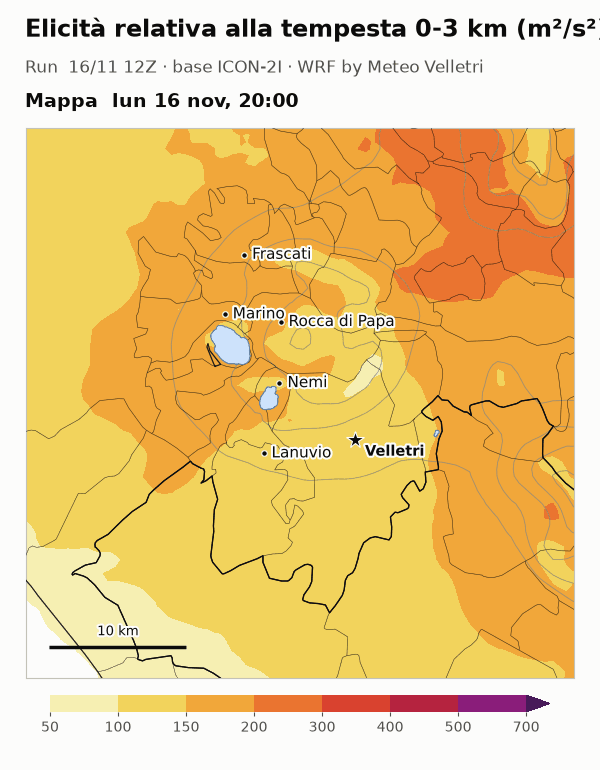 Elicità relativa alla tempesta 0-3 km (m²/s²)
Run 16/11 12Z · base ICON-2I · WRF by Meteo Velletri
Mappa lun 16 nov, 20:00
Frascati
Marino
Rocca di Papa
Nemi
Velletri
Lanuvio
10 km
50 100 150 200 300 400 500 700